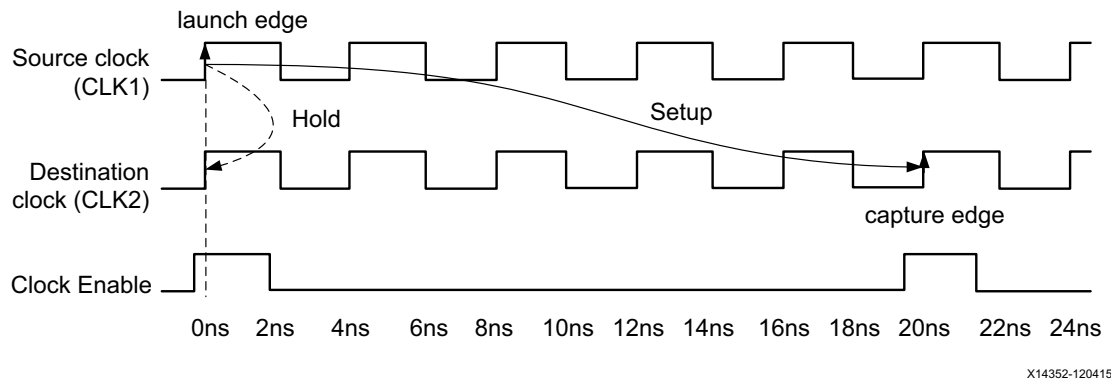 launch edge
Source clock
(CLK1)
Hold
Setup
Destination
clock (CLK2)
capture edge
Clock Enable
0ns 2ns 4ns 6ns 8ns 10ns 12ns 14ns 16ns 18ns 20ns 22ns 24ns
X14352-120415